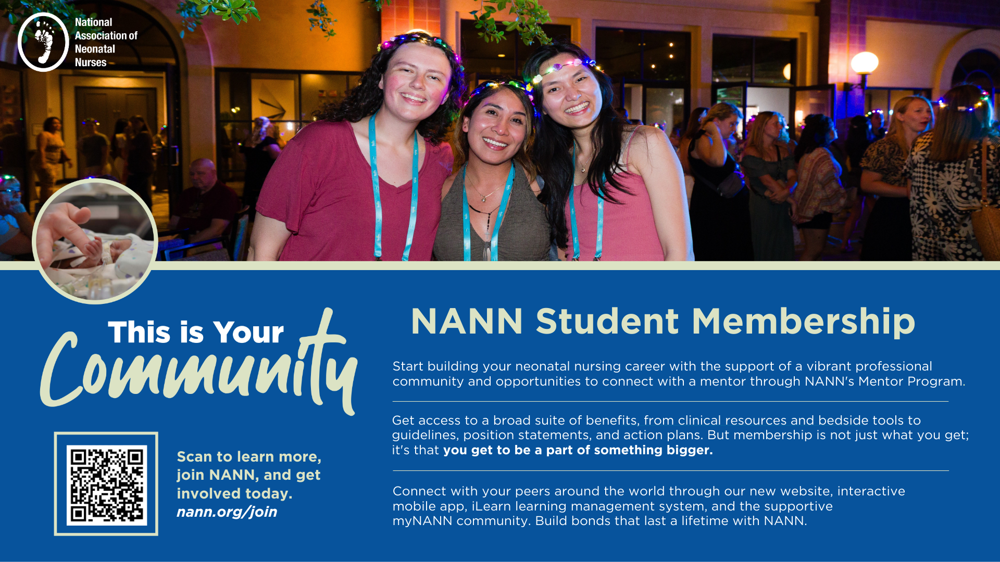 National
Association of
Neonatal
Nurses
This is Your
Community
Scan to learn more,
join NANN, and get
involved today.
nann.org/join
NANN Student Membership
Start building your neonatal nursing career with the support of a vibrant professional
community and opportunities to connect with a mentor through NANN's Mentor Program.
Get access to a broad suite of benefits, from clinical resources and bedside tools to
guidelines, position statements, and action plans. But membership is not just what you get;
it's that you get to be a part of something bigger.
Connect with your peers around the world through our new website, interactive
mobile app, iLearn learning management system, and the supportive
myNANN community. Build bonds that last a lifetime with NANN.